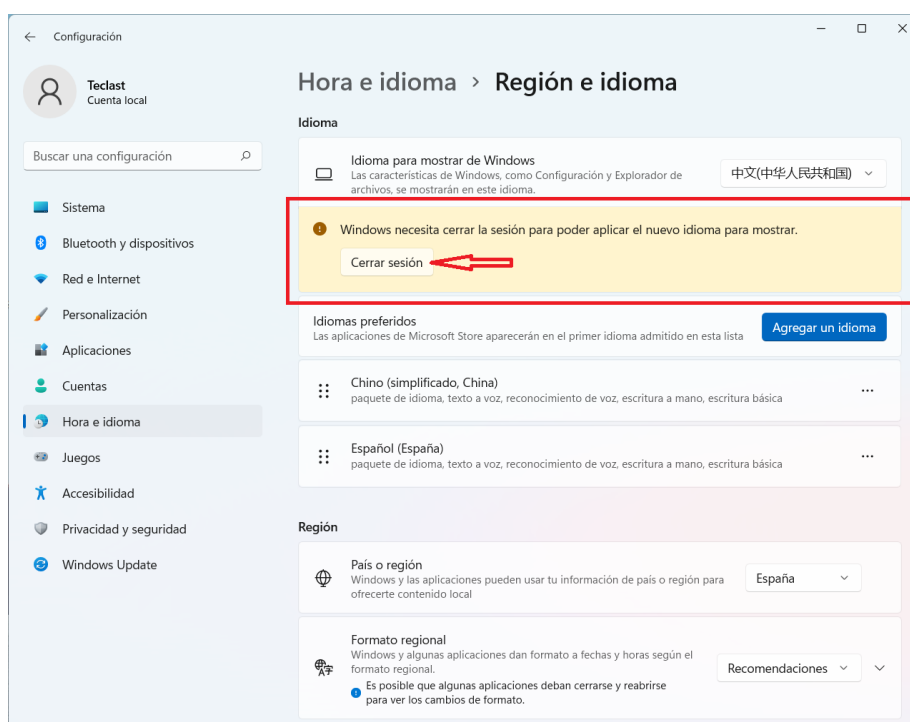 Configuración
Teclast
Cuenta local
Buscar una configuración
Sistema
Bluetooth y dispositivos
Red e Internet
Personalización
Aplicaciones
Cuentas
Hora e idioma
Juegos
Accesibilidad
Privacidad y seguridad
Windows Update
Hora e idioma › Región e idioma
Idioma
Idioma para mostrar de Windows
Las características de Windows, como Configuración y Explorador de
archivos, se mostrarán en este idioma.
中文(中华人民共和国)
Windows necesita cerrar la sesión para poder aplicar el nuevo idioma para mostrar.
Cerrar sesión
Idiomas preferidos
Las aplicaciones de Microsoft Store aparecerán en el primer idioma admitido en esta lista
Agregar un idioma
Chino (simplificado, China)
paquete de idioma, texto a voz, reconocimiento de voz, escritura a mano, escritura básica
Español (España)
paquete de idioma, texto a voz, reconocimiento de voz, escritura a mano, escritura básica
Región
País o región
Windows y las aplicaciones pueden usar tu información de país o región para
ofrecerte contenido local
España
Formato regional
Windows y algunas aplicaciones dan formato a fechas y horas según el
formato regional.
Es posible que algunas aplicaciones deban cerrarse y reabrirse
para ver los cambios de formato.
Recomendaciones